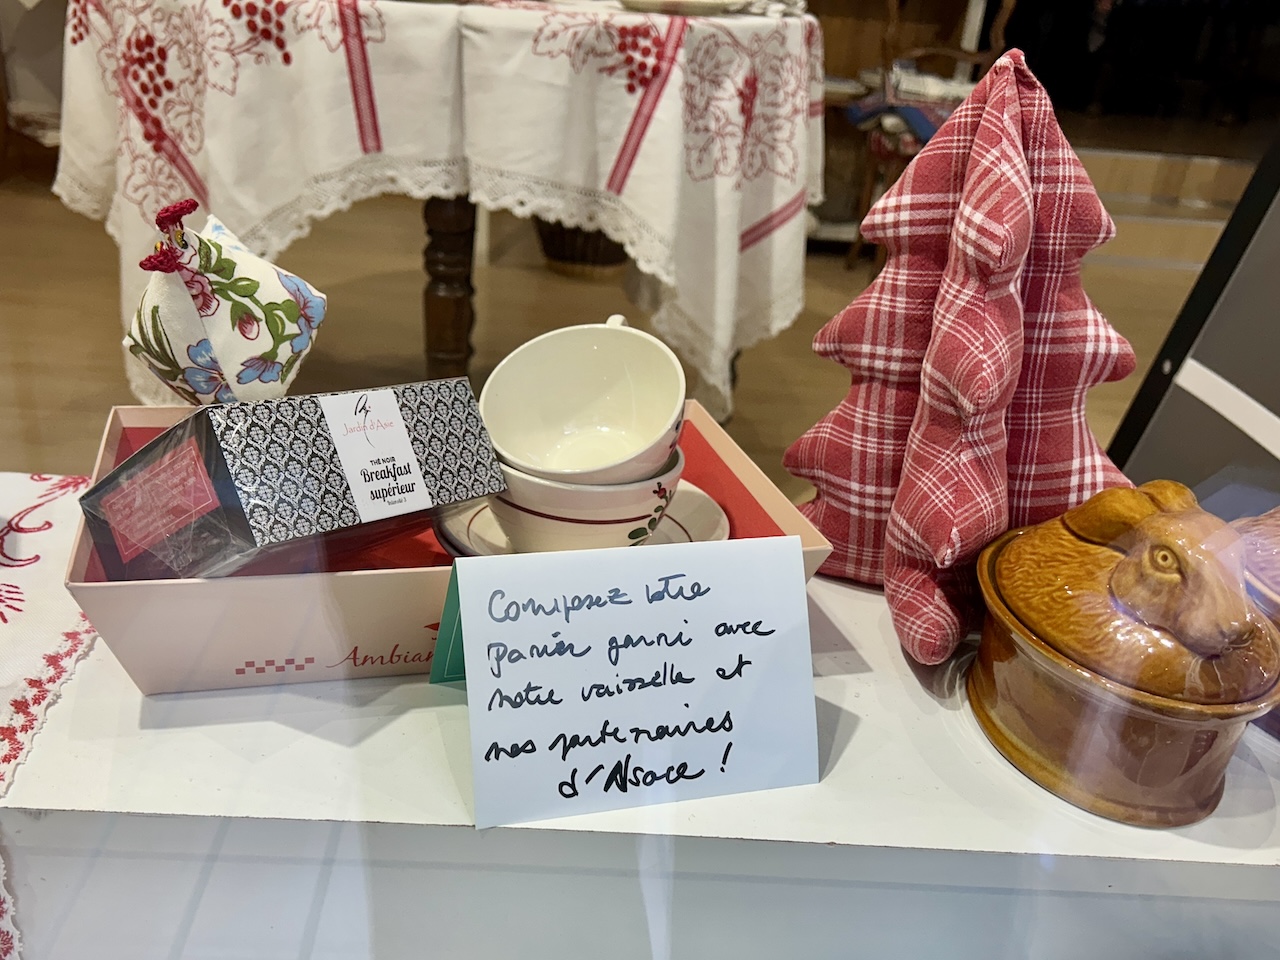 Jardin d'Asie
THÉ NOIR
Breakfast
supérieur
Ambian
Composez votre
panier garni avec
notre vaisselle et
nos partenaires
d'Alsace !